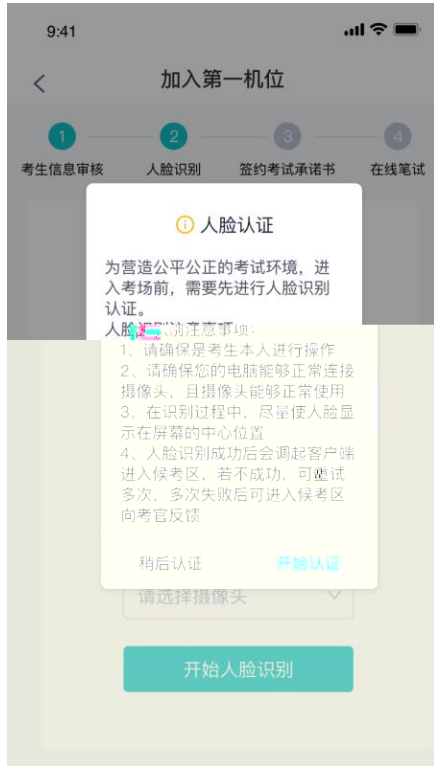 9:41
加入第一机位
1
2
3
4
考生信息审核
人脸识别
签约考试承诺书
在线笔试
人脸认证
为营造公平公正的考试环境，进
入考场前，需要先进行人脸识别
认证。
人脸识别注意事项：
1、请确保是考生本人进行操作
2、请确保您的电脑能够正常连接
摄像头，且摄像头能够正常使用
3、在识别过程中，尽量使人脸显
示在屏幕的中心位置
4、人脸识别成功后会调起客户端
进入候考区，若不成功，可重试
多次，多次失败后可进入候考区
向考官反馈
稍后认证
开始认证
请选择摄像头
开始人脸识别